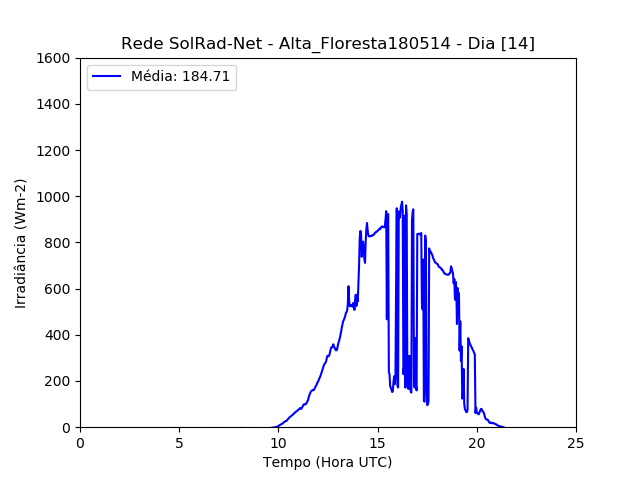 Rede SolRad-Net - Alta_Floresta180514 - Dia [14]
Média: 184.71
1600
1400
1200
1000
800
600
400
200
0
Irradiância (Wm-2)
0 5 10 15 20 25
Tempo (Hora UTC)